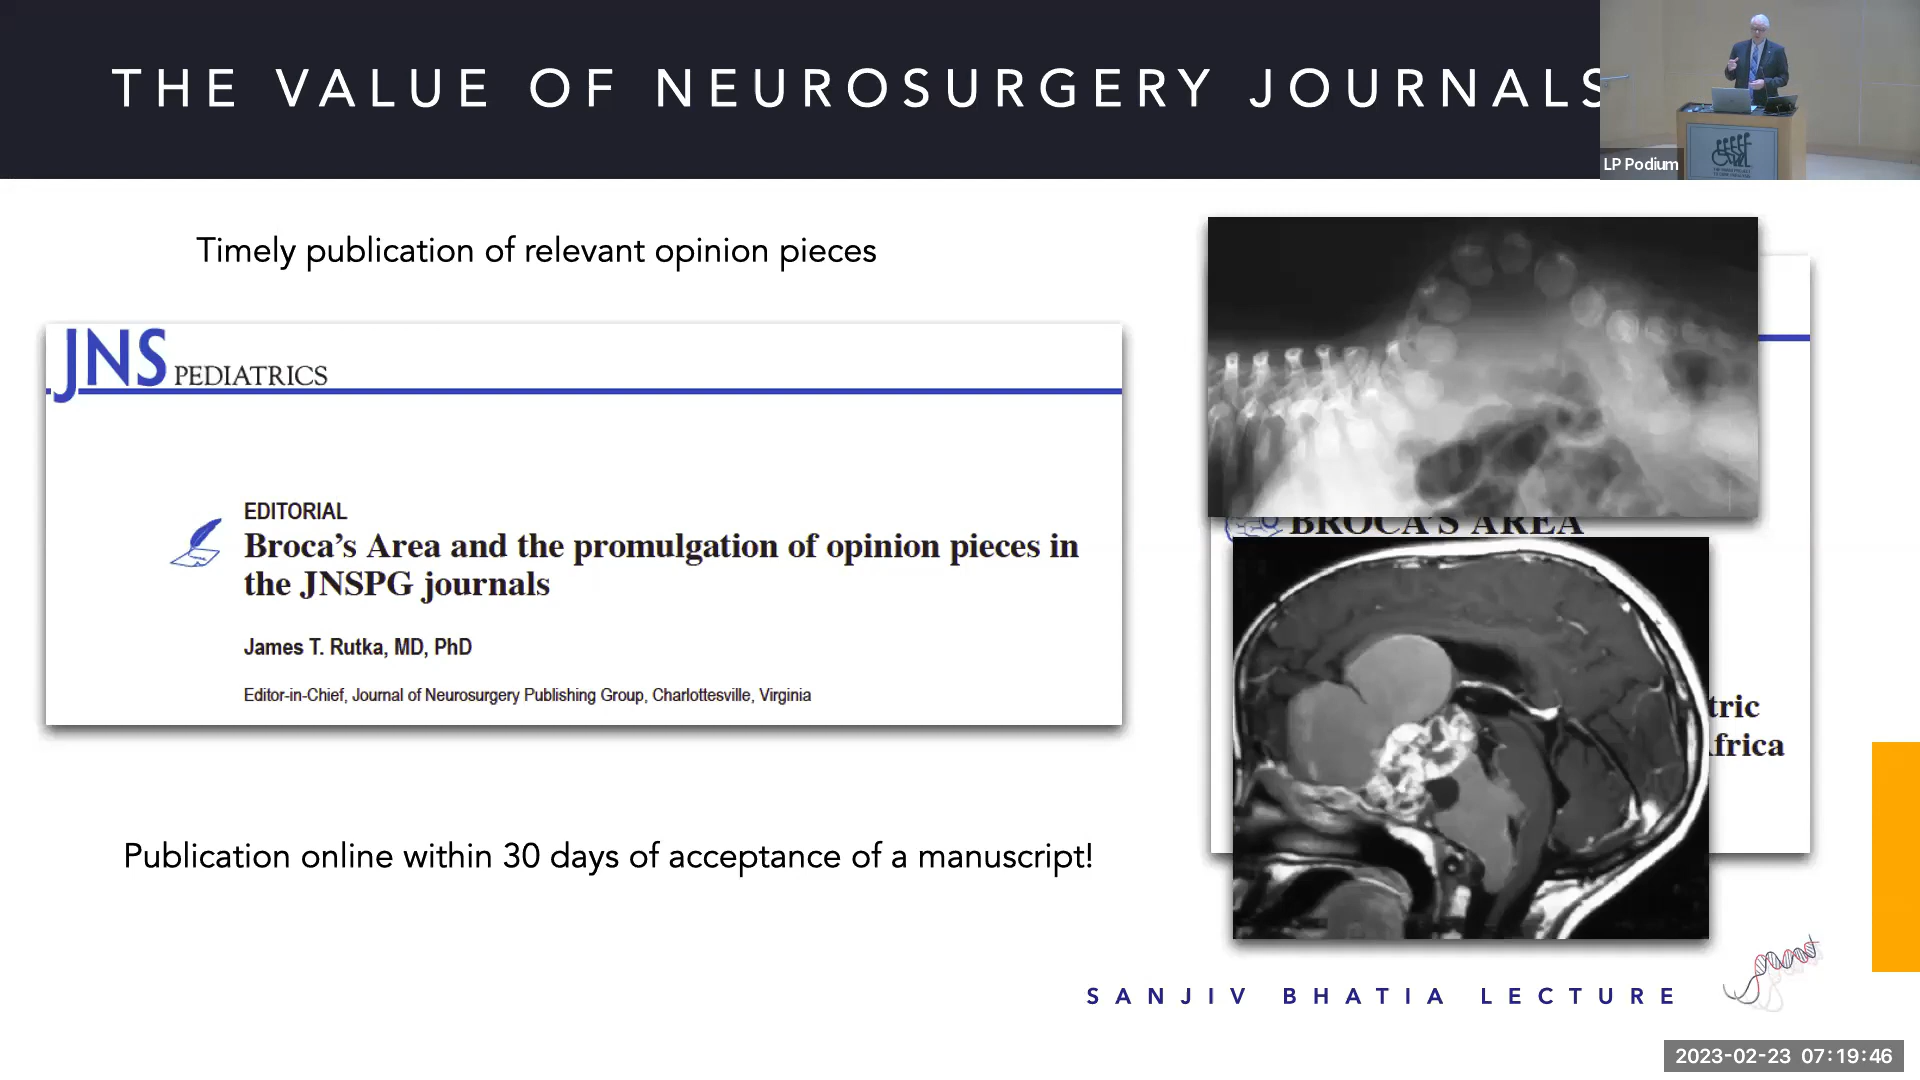 THE VALUE OF NEUROSURGERY JOURNALS
LP Podium
Timely publication of relevant opinion pieces
JNS PEDIATRICS
EDITORIAL
Broca's Area and the promulgation of opinion pieces in
the JNSPG journals
James T. Rutka, MD, PhD
Editor-in-Chief, Journal of Neurosurgery Publishing Group, Charlottesville, Virginia
Publication online within 30 days of acceptance of a manuscript!
BROCA'S AREA
SANJIV BHATIA LECTURE
2023-02-23 07:19:46